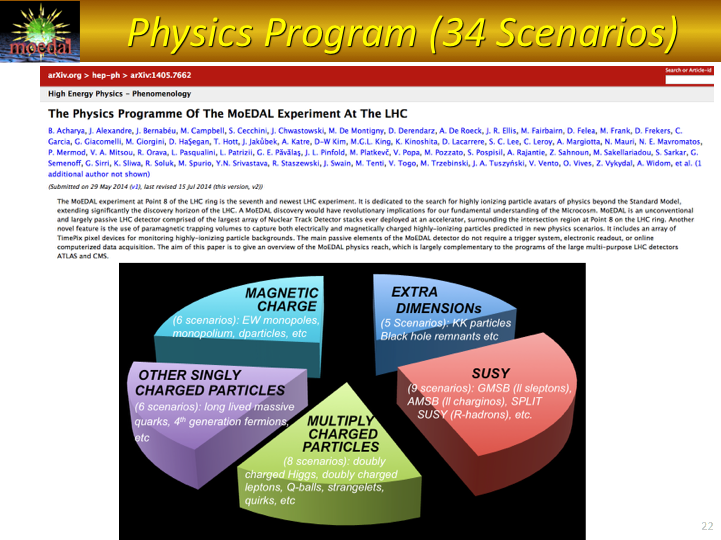 moedal
Physics Program (34 Scenarios)
arXiv.org > hep-ph > arXiv:1405.7662
Search or Article-id
High Energy Physics - Phenomenology
The Physics Programme Of The MoEDAL Experiment At The LHC
B. Acharya, J. Alexandre, J. Bernabéu, M. Campbell, S. Cecchini, J. Chwastowski, M. De Montigny, D. Derendarz, A. De Roeck, J. R. Ellis, M. Fairbairn, D. Felea, M. Frank, D. Frekers, C.
Garcia, G. Giacomelli, M. Giorgini, D. HaŞegan, T. Hott, J. Jakůbek, A. Katre, D-W Kim, M.G.L. King, K. Kinoshita, D. Lacarrere, S. C. Lee, C. Leroy, A. Margiotta, N. Mauri, N. E. Mavromatos,
P. Mermod, V. A. Mitsou, R. Orava, L. Pasqualini, L. Patrizii, G. E. Păvălaş, J. L. Pinfold, M. Platkevč, V. Popa, M. Pozzato, S. Pospisil, A. Rajantie, Z. Sahnoun, M. Sakellariadou, S. Sarkar, G.
Semenoff, G. Sirri, K. Sliwa, R. Soluk, M. Spurio, Y.N. Srivastava, R. Staszewski, J. Swain, M. Tenti, V. Togo, M. Trzebinski, J. A. Tuszyński, V. Vento, O. Vives, Z. Vykydal, A. Widom, et al. (1
additional author not shown)
(Submitted on 29 May 2014 (v1), last revised 15 Jul 2014 (this version, v2))
The MoEDAL experiment at Point 8 of the LHC ring is the seventh and newest LHC experiment. It is dedicated to the search for highly ionizing particle avatars of physics beyond the Standard Model,
extending significantly the discovery horizon of the LHC. A MoEDAL discovery would have revolutionary implications for our fundamental understanding of the Microcosm. MoEDAL is an unconventional
and largely passive LHC detector comprised of the largest array of Nuclear Track Detector stacks ever deployed at an accelerator, surrounding the intersection region at Point 8 on the LHC ring. Another
novel feature is the use of paramagnetic trapping volumes to capture both electrically and magnetically charged highly-ionizing particles predicted in new physics scenarios. It includes an array of
TimePix pixel devices for monitoring highly-ionizing particle backgrounds. The main passive elements of the MoEDAL detector do not require a trigger system, electronic readout, or online
computerized data acquisition. The aim of this paper is to give an overview of the MoEDAL physics reach, which is largely complementary to the programs of the large multi-purpose LHC detectors
ATLAS and CMS.
MAGNETIC
CHARGE
(6 scenarios): EW monopoles,
monopolium, dparticles, etc
EXTRA
DIMENSIONs
(5 Scenarios): KK particles
Black hole remnants etc
OTHER SINGLY
CHARGED PARTICLES
(6 scenarios): long lived massive
quarks, 4th generation fermions,
etc
SUSY
(9 scenarios): GMSB (ll sleptons),
AMSB (ll charginos), SPLIT
SUSY (R-hadrons), etc.
MULTIPLY
CHARGED
PARTICLES
(8 scenarios): doubly
charged Higgs, doubly charged
leptons, Q-balls, strangelets,
quirks, etc
22